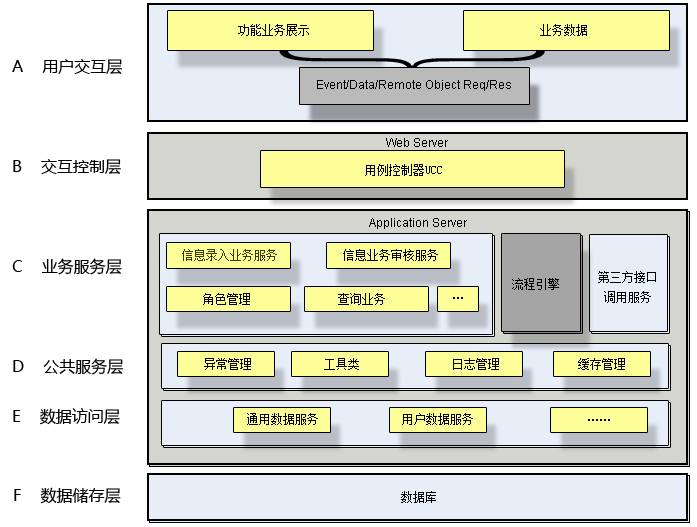 功能业务展示
业务数据
A 用户交互层
Event/Data/Remote Object Req/Res
Web Server
B 交互控制层
用例控制器UCC
Application Server
信息录入业务服务
信息业务审核服务
C 业务服务层
流程引擎
第三方接口
调用服务
角色管理
查询业务
...
D 公共服务层
异常管理
工具类
日志管理
缓存管理
E 数据访问层
通用数据服务
用户数据服务
......
F 数据储存层
数据库